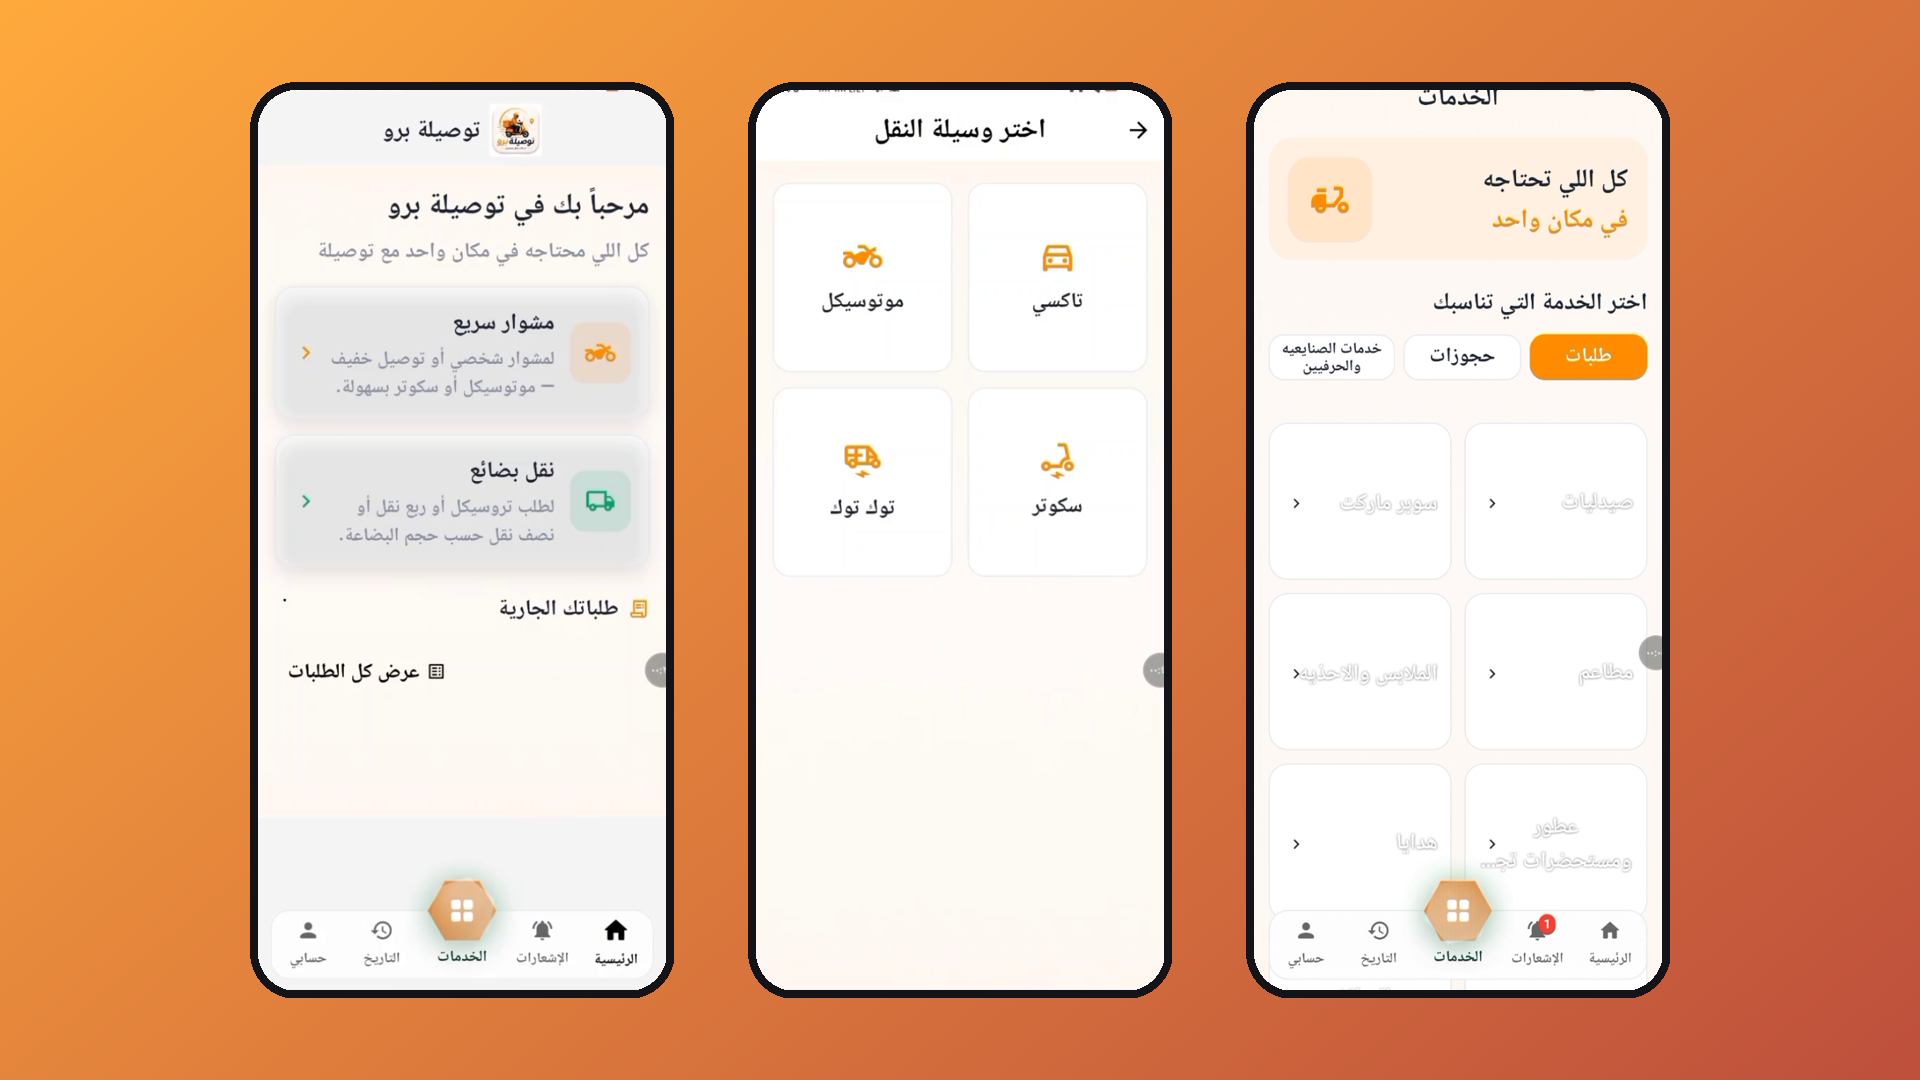 توصيلة برو
مرحباً بك في توصيلة برو
كل اللي محتاجه في مكان واحد مع توصيلة
مشوار سريع
لمشوار شخصي أو توصيل خفيف
– موتوسيكل أو سكوتر بسهولة.
نقل بضائع
لطلب تروسيكل أو ربع نقل أو
نصف نقل حسب حجم البضاعة.
طلباتك الجارية
عرض كل الطلبات
الرئيسية
الإشعارات
الخدمات
التاريخ
حسابي
اختر وسيلة النقل
تاكسي
موتوسيكل
سكوتر
توك توك
الخدمات
كل اللي تحتاجه
في مكان واحد
اختر الخدمة التي تناسبك
طلبات
حجوزات
خدمات الصنايعيه
والحرفيين
صيدليات
سوبر ماركت
مطاعم
الملابس والاحذيه
عطور
ومستحضرات تجـ...
هدايا
الرئيسية
1
الإشعارات
الخدمات
التاريخ
حسابي